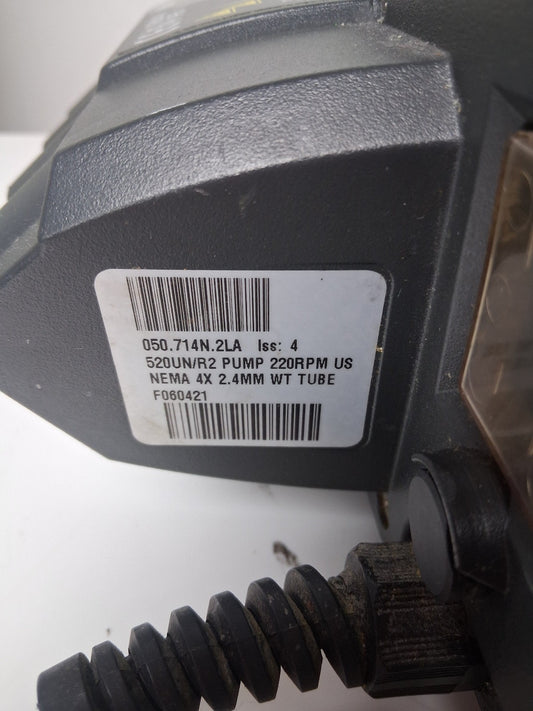 050.714N.2LA Iss: 4
520UN/R2 PUMP 220RPM US
NEMA 4X 2.4MM WT TUBE
F060421